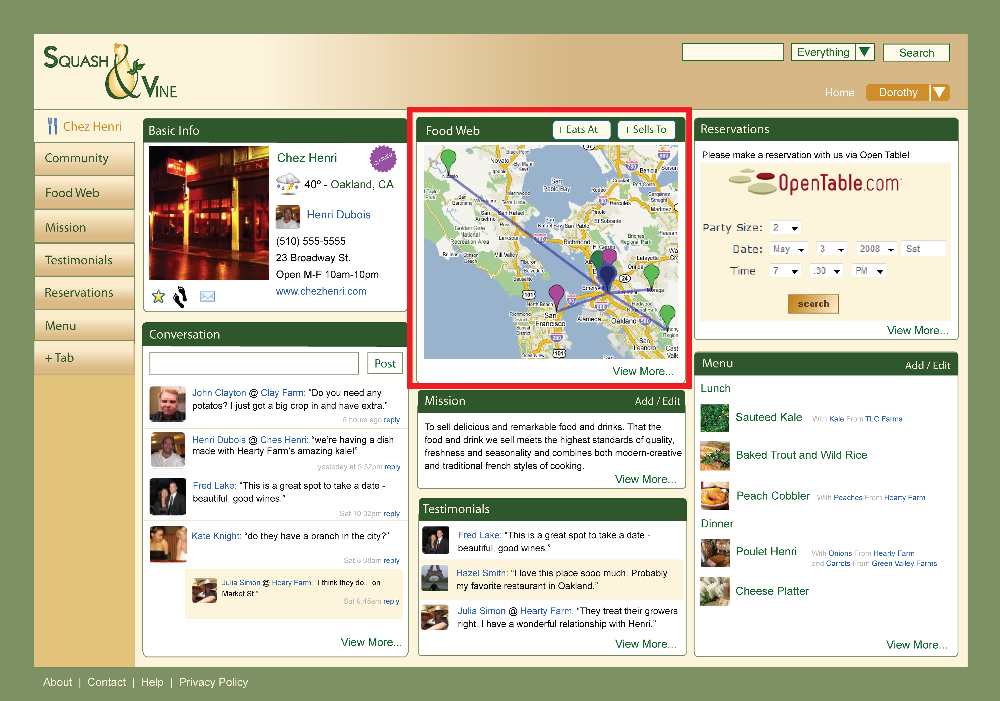 SQUASH & VINE
Everything
Search
Home
Dorothy
Chez Henri
Community
Food Web
Mission
Testimonials
Reservations
Menu
+ Tab
Basic Info
CHEZ HENRI
Chez Henri
CLAIMED
40º - Oakland, CA
Henri Dubois
(510) 555-5555
23 Broadway St.
Open M-F 10am-10pm
www.chezhenri.com
Conversation
Post
John Clayton @ Clay Farm: “Do you need any
potatos? I just got a big crop in and have extra.”
5 hours ago reply
Henri Dubois @ Ches Henri: “we’re having a dish
made with Hearty Farm’s amazing kale!”
yesteday at 5:32pm reply
Fred Lake: “This is a great spot to take a date -
beautiful, good wines.”
Sat 10:02pm reply
Kate Knight: “do they have a branch in the city?”
Sat 8:08am reply
Julia Simon @ Heary Farm: “I think they do... on
Market St.”
Sat 9:45am reply
View More...
Food Web
+ Eats At
+ Sells To
37
680
Black Point
Novato
Bel Marin
Keys
Ignacio
780
Benicia
Suisun
Nicasio
San
Pablo Bay
Crockett
Port Costa
l Taylor
Park
Marinwood
Rodeo
Carquinez
Straight
San
Geronimo
Woodacre
Terra Linda
80
Hercules
Martinez
San
Anselmo
San Rafael
Pinole
Ross
San
Rafael Bay
San Pablo
El Sobrante
Golden Gate
National
Recreation Area
Larkspur
580
Richmond
Briones
Regional Park
Pleasant
El Cerrito
Bolinas
Stinson
Beach
Mill Valley
Tiburon
Belvedere
Lafayette
Orinda
Sausalito
24
Emeryvill
Piedmont
Moraga
101
80
North Beach
880
Redwood
Regional Park
Richmond
District
San
Francisco
Alameda
Oakland
580
Sunset
District
Region
280
San
Leandro
Cast
Valle
Oceanview
101
San
View More...
Mission
Add / Edit
To sell delicious and remarkable food and drinks. That the
food and drink we sell meets the highest standards of quality,
freshness and seasonality and combines both modern-creative
and traditional french styles of cooking.
View More...
Testimonials
Fred Lake: “This is a great spot to take a date -
beautiful, good wines.”
Hazel Smith: “I love this place sooo much. Probably
my favorite restaurant in Oakland.”
Julia Simon @ Hearty Farm: “They treat their growers
right. I have a wonderful relationship with Henri.”
View More...
Reservations
Please make a reservation with us via Open Table!
OpenTable.com
Party Size: 2
Date: May 3 2008 Sat
Time 7 :30 PM
search
View More...
Menu
Add / Edit
Lunch
Sauteed Kale With Kale From TLC Farms
Baked Trout and Wild Rice
Peach Cobbler With Peaches From Hearty Farm
Dinner
Poulet Henri With Onions From Hearty Farm
and Carrots From Green Valley Farms
Cheese Platter
View More...
About | Contact | Help | Privacy Policy